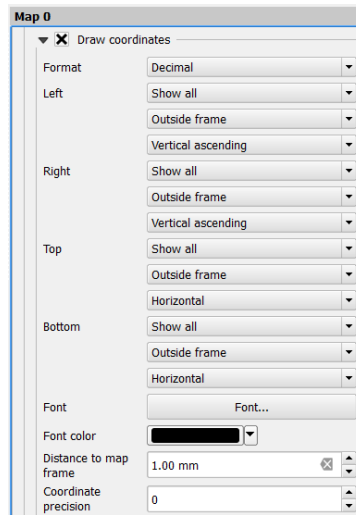 Map 0
Draw coordinates
Format Decimal
Left Show all
Outside frame
Vertical ascending
Right Show all
Outside frame
Vertical ascending
Top Show all
Outside frame
Horizontal
Bottom Show all
Outside frame
Horizontal
Font Font...
Font color
Distance to map
frame
1.00 mm
Coordinate
precision
0